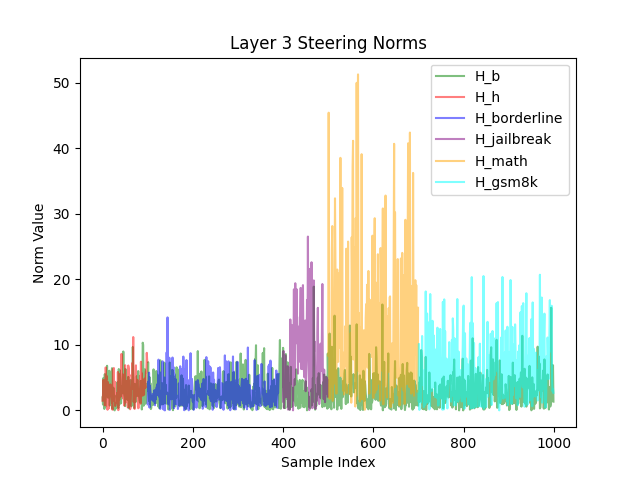 Layer 3 Steering Norms
50
40
30
20
10
0
Norm Value
H_b
H_h
H_borderline
H_jailbreak
H_math
H_gsm8k
0 200 400 600 800 1000
Sample Index